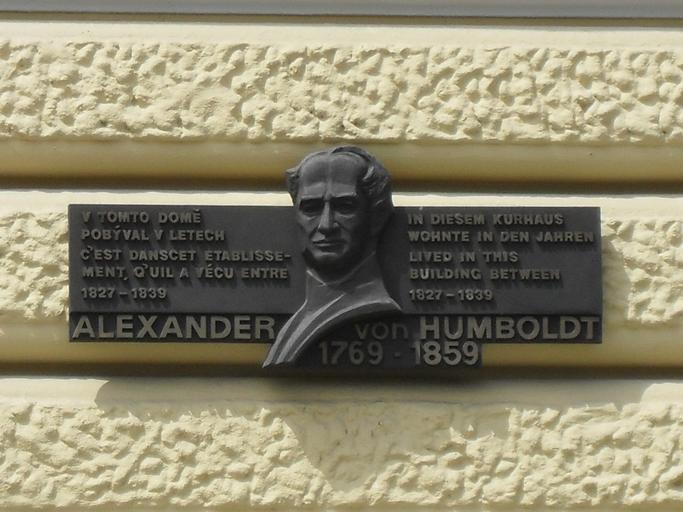 V TOMTO DOMĚ
POBÝVAL V LETECH
C'EST DANSCET ETABLISSE-
MENT, Q'UIL A VÉCU ENTRE
1827 – 1839
IN DIESEM KURHAUS
WOHNTE IN DEN JAHREN
LIVED IN THIS
BUILDING BETWEEN
1827 – 1839
ALEXANDER von HUMBOLDT
1769 - 1859